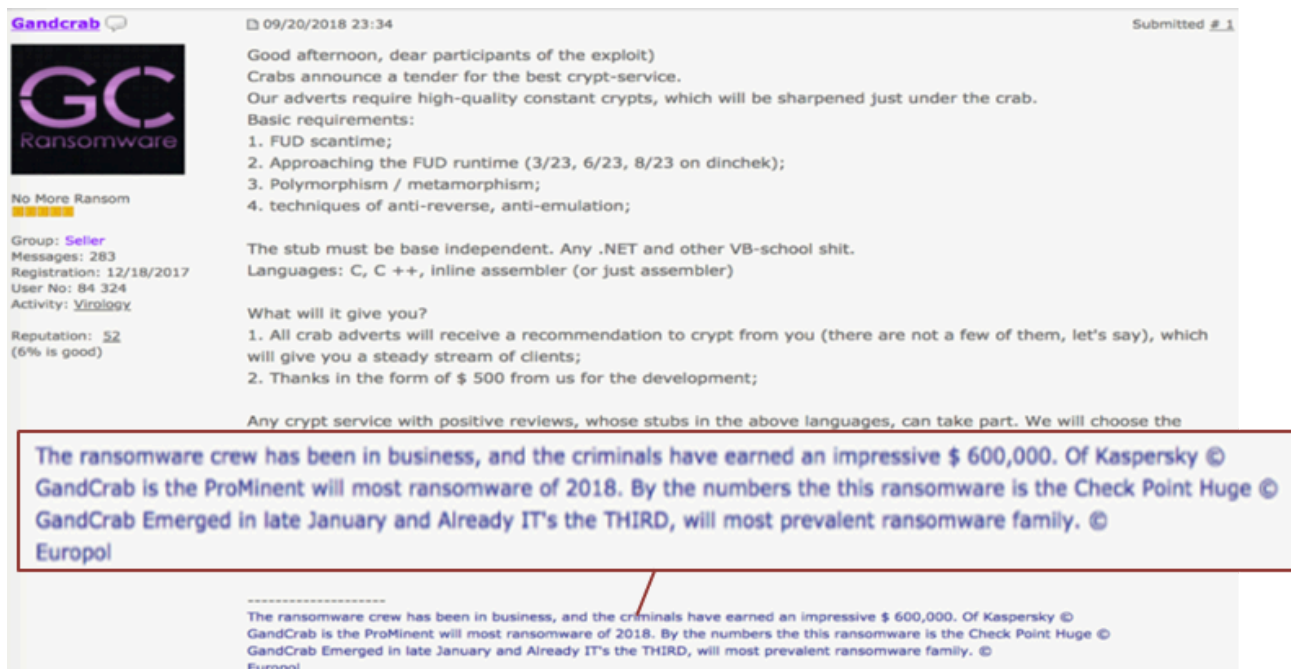 Gandcrab
09/20/2018 23:34
Submitted # 1
GC
Ransomware
No More Ransom
Group: Seller
Messages: 283
Registration: 12/18/2017
User No: 84 324
Activity: Virology
Reputation: 52
(6% is good)
Good afternoon, dear participants of the exploit)
Crabs announce a tender for the best crypt-service.
Our adverts require high-quality constant crypts, which will be sharpened just under the crab.
Basic requirements:
1. FUD scantime;
2. Approaching the FUD runtime (3/23, 6/23, 8/23 on dinchek);
3. Polymorphism / metamorphism;
4. techniques of anti-reverse, anti-emulation;
The stub must be base independent. Any .NET and other VB-school shit.
Languages: C, C ++, inline assembler (or just assembler)
What will it give you?
1. All crab adverts will receive a recommendation to crypt from you (there are not a few of them, let's say), which
will give you a steady stream of clients;
2. Thanks in the form of $ 500 from us for the development;
Any crypt service with positive reviews, whose stubs in the above languages, can take part. We will choose the
The ransomware crew has been in business, and the criminals have earned an impressive $ 600,000. Of Kaspersky ©
GandCrab is the ProMinent will most ransomware of 2018. By the numbers the this ransomware is the Check Point Huge ©
GandCrab Emerged in late January and Already IT's the THIRD, will most prevalent ransomware family. ©
Europol
--------------------
The ransomware crew has been in business, and the criminals have earned an impressive $ 600,000. Of Kaspersky ©
GandCrab is the ProMinent will most ransomware of 2018. By the numbers the this ransomware is the Check Point Huge ©
GandCrab Emerged in late January and Already IT's the THIRD, will most prevalent ransomware family. ©
Europol